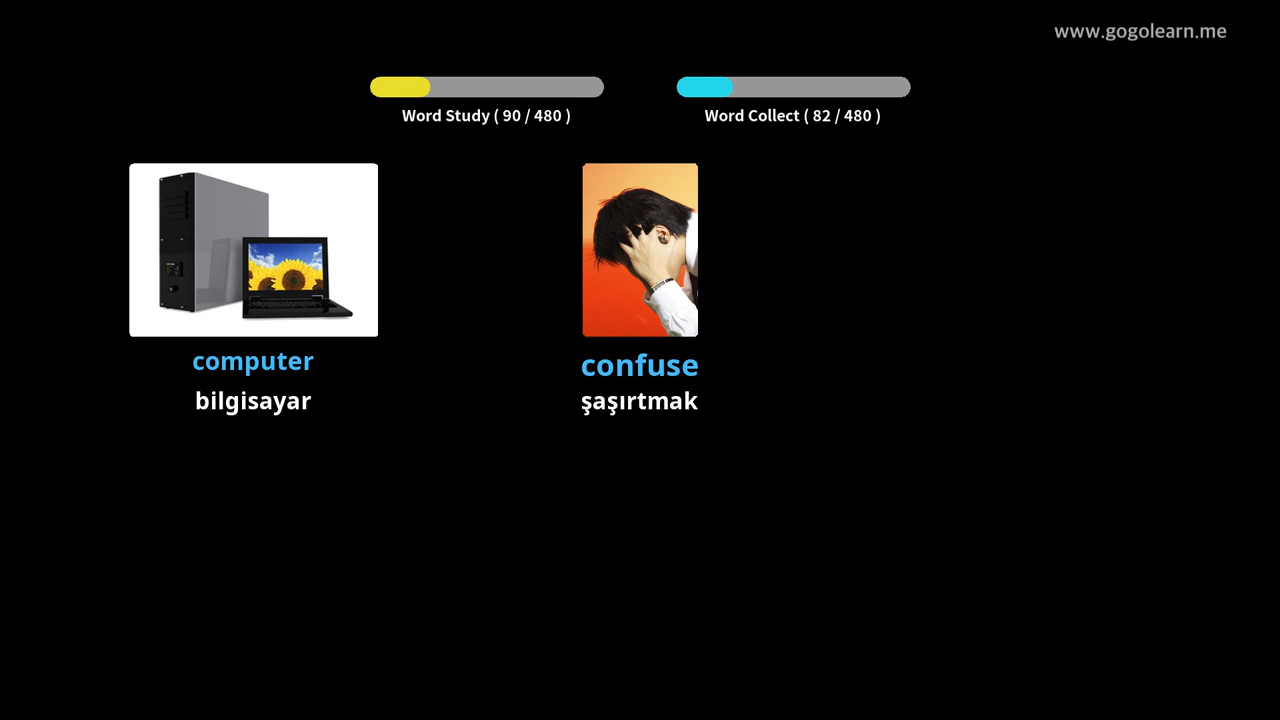 www.gogolearn.me
Word Study ( 90 / 480 )
Word Collect ( 82 / 480 )
computer
bilgisayar
confuse
şaşırtmak